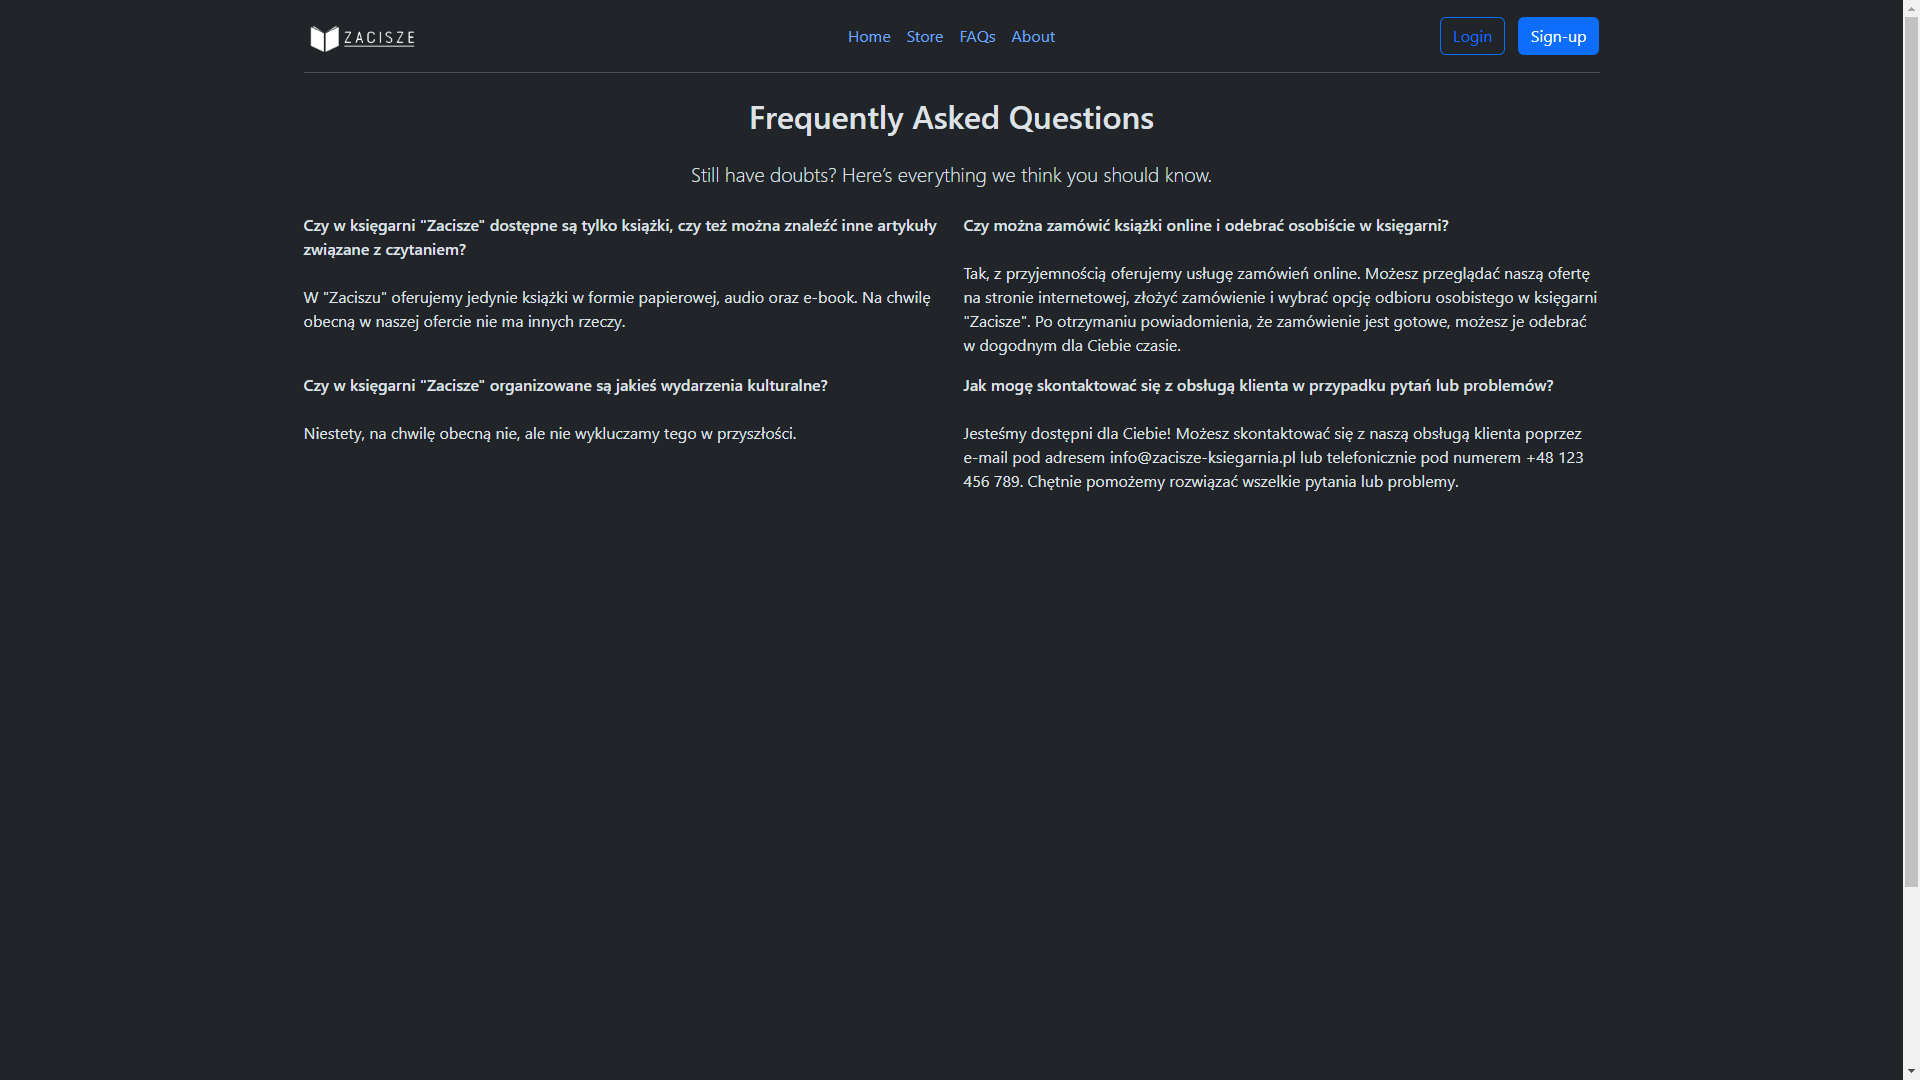 ZACISZE
Home Store FAQs About
Login Sign-up
Frequently Asked Questions
Still have doubts? Here’s everything we think you should know.
Czy w księgarni "Zacisze" dostępne są tylko książki, czy też można znaleźć inne artykuły
związane z czytaniem?
W "Zaciszu" oferujemy jedynie książki w formie papierowej, audio oraz e-book. Na chwilę
obecną w naszej ofercie nie ma innych rzeczy.
Czy można zamówić książki online i odebrać osobiście w księgarni?
Tak, z przyjemnością oferujemy usługę zamówień online. Możesz przeglądać naszą ofertę
na stronie internetowej, złożyć zamówienie i wybrać opcję odbioru osobistego w księgarni
"Zacisze". Po otrzymaniu powiadomienia, że zamówienie jest gotowe, możesz je odebrać
w dogodnym dla Ciebie czasie.
Czy w księgarni "Zacisze" organizowane są jakieś wydarzenia kulturalne?
Niestety, na chwilę obecną nie, ale nie wykluczamy tego w przyszłości.
Jak mogę skontaktować się z obsługą klienta w przypadku pytań lub problemów?
Jesteśmy dostępni dla Ciebie! Możesz skontaktować się z naszą obsługą klienta poprzez
e-mail pod adresem info@zacisze-ksiegarnia.pl lub telefonicznie pod numerem +48 123
456 789. Chętnie pomożemy rozwiązać wszelkie pytania lub problemy.